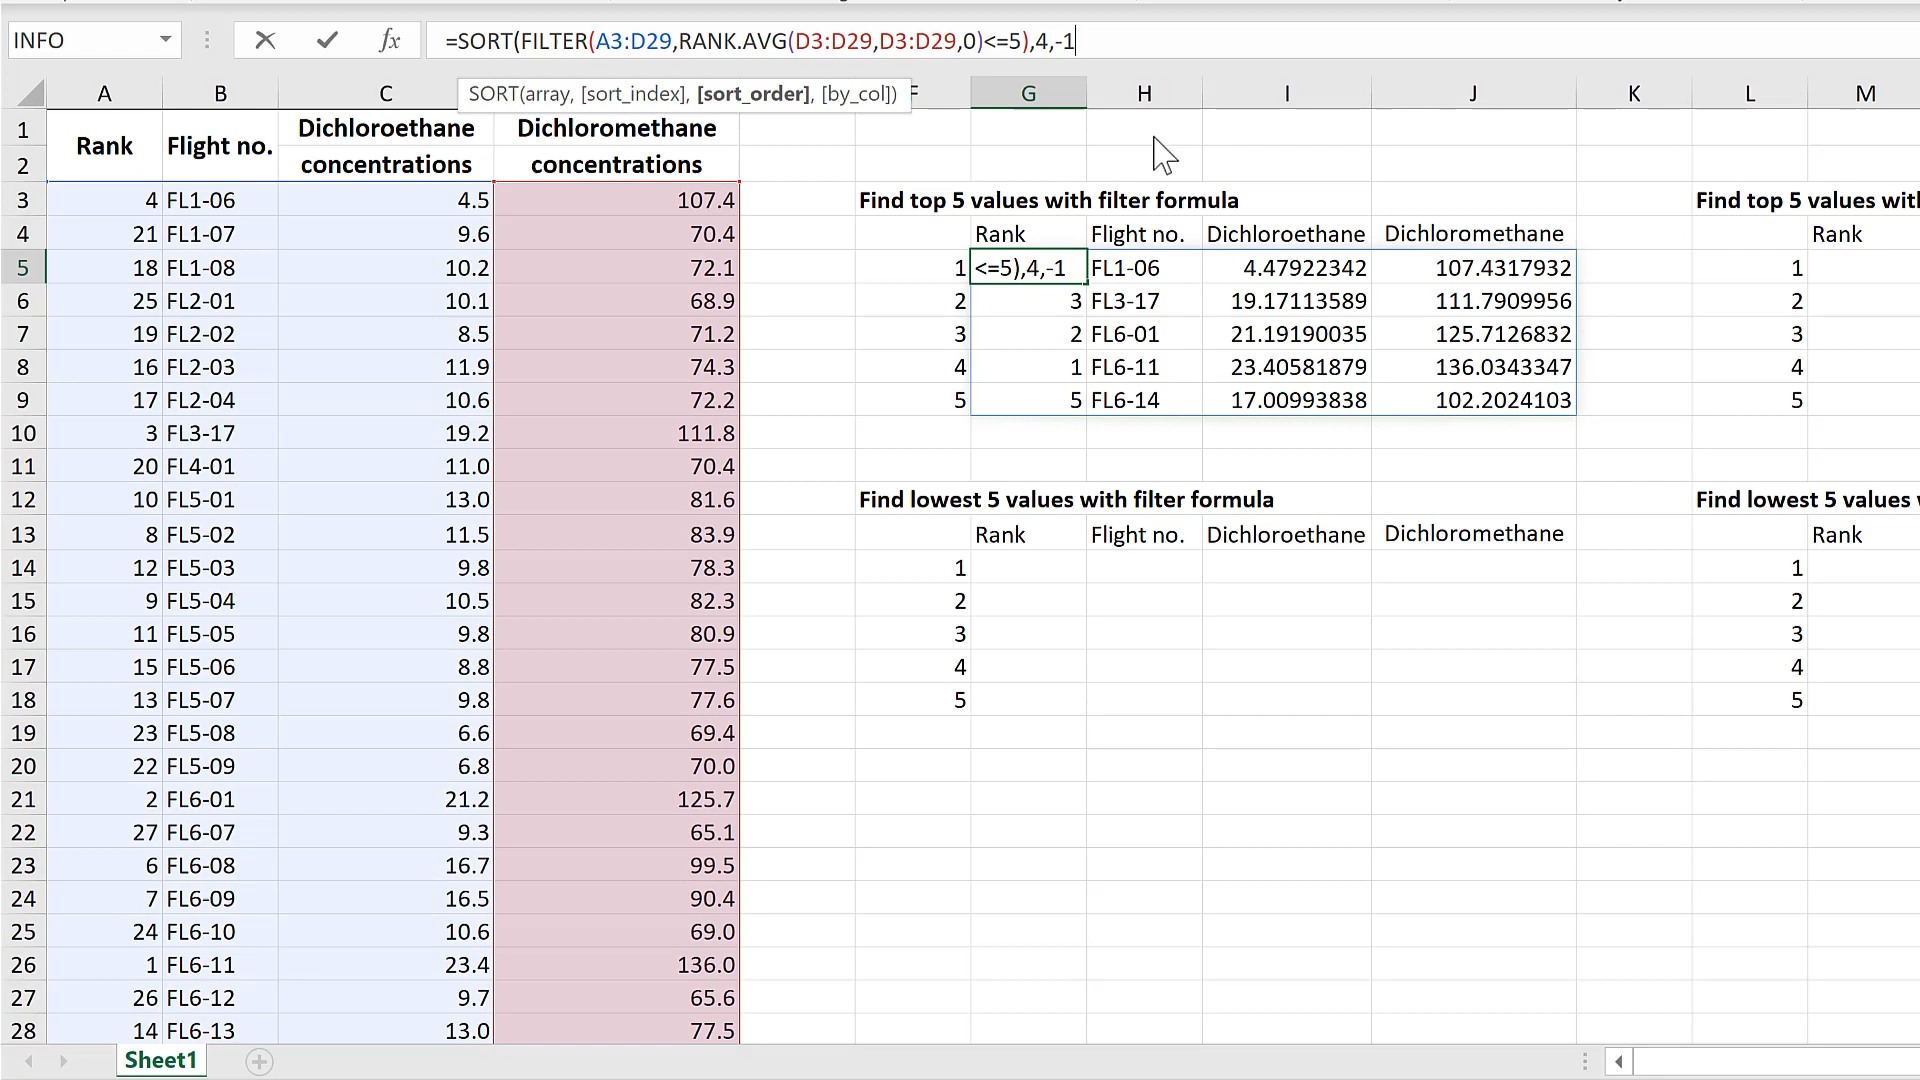 INFO =SORT(FILTER(A3:D29,RANK.AVG(D3:D29,D3:D29,0)<=5),4,-1
SORT(array, [sort_index], [sort_order], [by_col])
A B C F G H I J K L M
1 Dichloroethane Dichloromethane
Rank Flight no.
2 concentrations concentrations
3 4 FL1-06 4.5 107.4 Find top 5 values with filter formula Find top 5 values with
4 21 FL1-07 9.6 70.4 Rank Flight no. Dichloroethane Dichloromethane Rank
5 18 FL1-08 10.2 72.1 1 <=5),4,-1 FL1-06 4.47922342 107.4317932 1
6 25 FL2-01 10.1 68.9 2 3 FL3-17 19.17113589 111.7909956 2
7 19 FL2-02 8.5 71.2 3 2 FL6-01 21.19190035 125.7126832 3
8 16 FL2-03 11.9 74.3 4 1 FL6-11 23.40581879 136.0343347 4
9 17 FL2-04 10.6 72.2 5 5 FL6-14 17.00993838 102.2024103 5
10 3 FL3-17 19.2 111.8
11 20 FL4-01 11.0 70.4
12 10 FL5-01 13.0 81.6 Find lowest 5 values with filter formula Find lowest 5 values
13 8 FL5-02 11.5 83.9 Rank Flight no. Dichloroethane Dichloromethane Rank
14 12 FL5-03 9.8 78.3 1 1
15 9 FL5-04 10.5 82.3 2 2
16 11 FL5-05 9.8 80.9 3 3
17 15 FL5-06 8.8 77.5 4 4
18 13 FL5-07 9.8 77.6 5 5
19 23 FL5-08 6.6 69.4
20 22 FL5-09 6.8 70.0
21 2 FL6-01 21.2 125.7
22 27 FL6-07 9.3 65.1
23 6 FL6-08 16.7 99.5
24 7 FL6-09 16.5 90.4
25 24 FL6-10 10.6 69.0
26 1 FL6-11 23.4 136.0
27 26 FL6-12 9.7 65.6
28 14 FL6-13 13.0 77.5
Sheet1